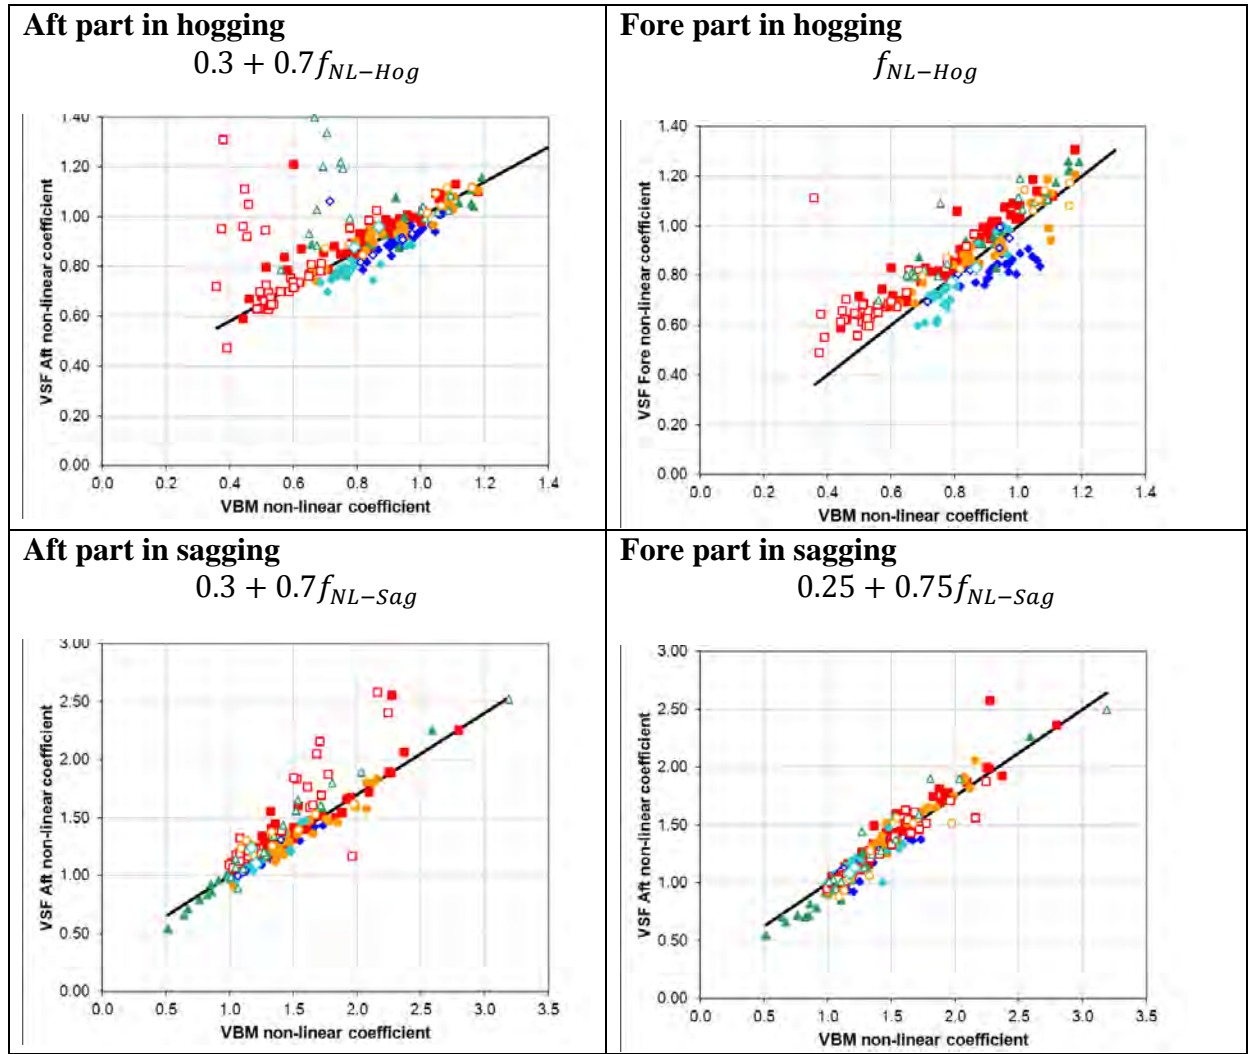 Aft part in hogging
0.3 + 0.7f_{NL−Hog}
1.40
1.20
1.00
0.80
0.60
0.40
0.20
0.00
VSF Aft non-linear coefficient
0.0 0.2 0.4 0.6 0.8 1.0 1.2 1.4
VBM non-linear coefficient
Fore part in hogging
f_{NL−Hog}
1.40
1.20
1.00
0.80
0.60
0.40
0.20
0.00
VSF Fore non-linear coefficient
0.0 0.2 0.4 0.6 0.8 1.0 1.2 1.4
VBM non-linear coefficient
Aft part in sagging
0.3 + 0.7f_{NL−Sag}
3.00
2.50
2.00
1.50
1.00
0.50
0.00
VSF Aft non-linear coefficient
0.0 0.5 1.0 1.5 2.0 2.5 3.0 3.5
VBM non-linear coefficient
Fore part in sagging
0.25 + 0.75f_{NL−Sag}
3.00
2.50
2.00
1.50
1.00
0.50
0.00
VSF Aft non-linear coefficient
0.0 0.5 1.0 1.5 2.0 2.5 3.0 3.5
VBM non-linear coefficient